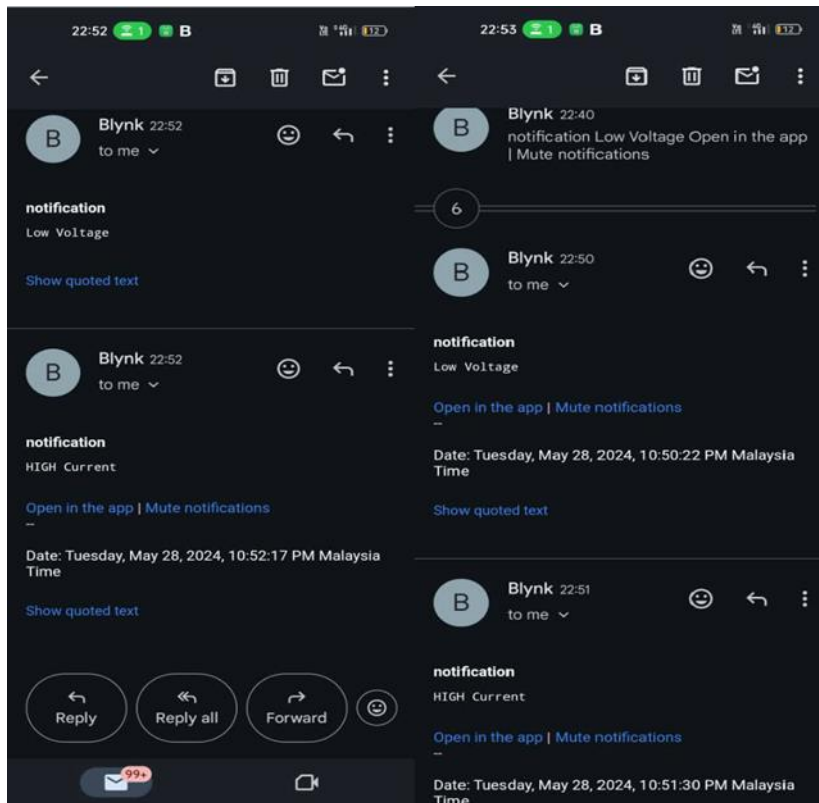 22:52 1 B 12
B
Blynk 22:52
to me
notification
Low Voltage
Show quoted text
B
Blynk 22:52
to me
notification
HIGH Current
Open in the app | Mute notifications
--
Date: Tuesday, May 28, 2024, 10:52:17 PM Malaysia
Time
Show quoted text
Reply
Reply all
Forward
99+
22:53 1 B 12
B
Blynk 22:40
notification Low Voltage Open in the app
| Mute notifications
6
B
Blynk 22:50
to me
notification
Low Voltage
Open in the app | Mute notifications
--
Date: Tuesday, May 28, 2024, 10:50:22 PM Malaysia
Time
Show quoted text
B
Blynk 22:51
to me
notification
HIGH Current
Open in the app | Mute notifications
--
Date: Tuesday, May 28, 2024, 10:51:30 PM Malaysia
Time